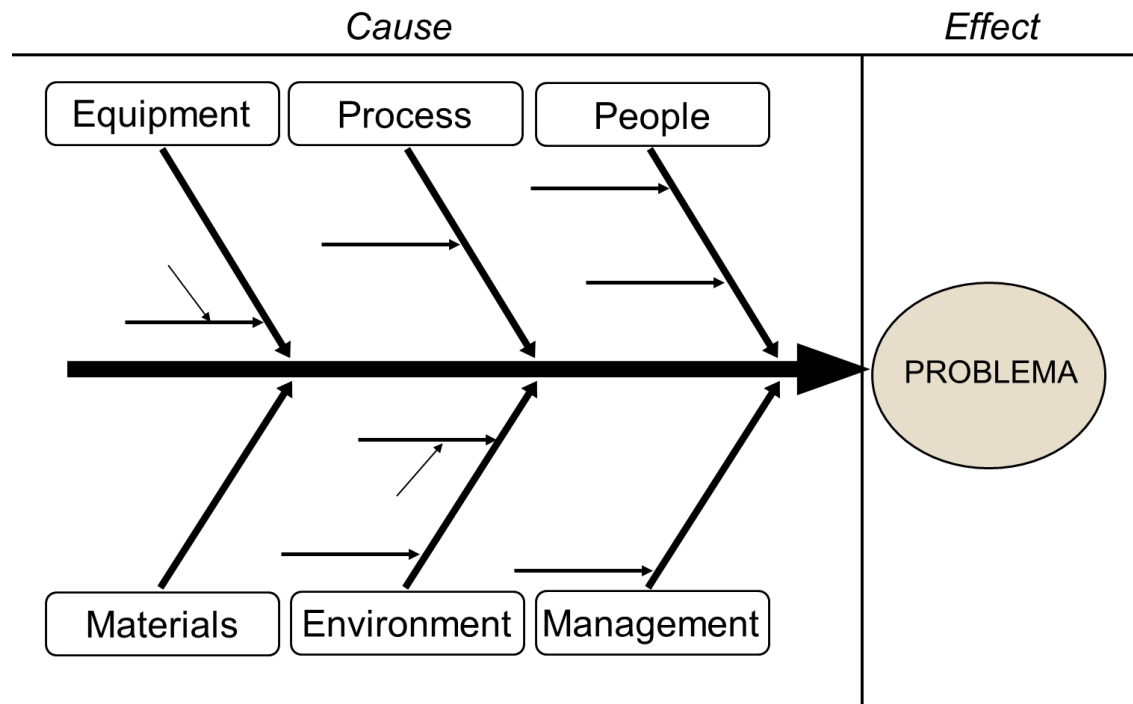 Cause
Effect
Equipment
Process
People
PROBLEMA
Materials
Environment
Management